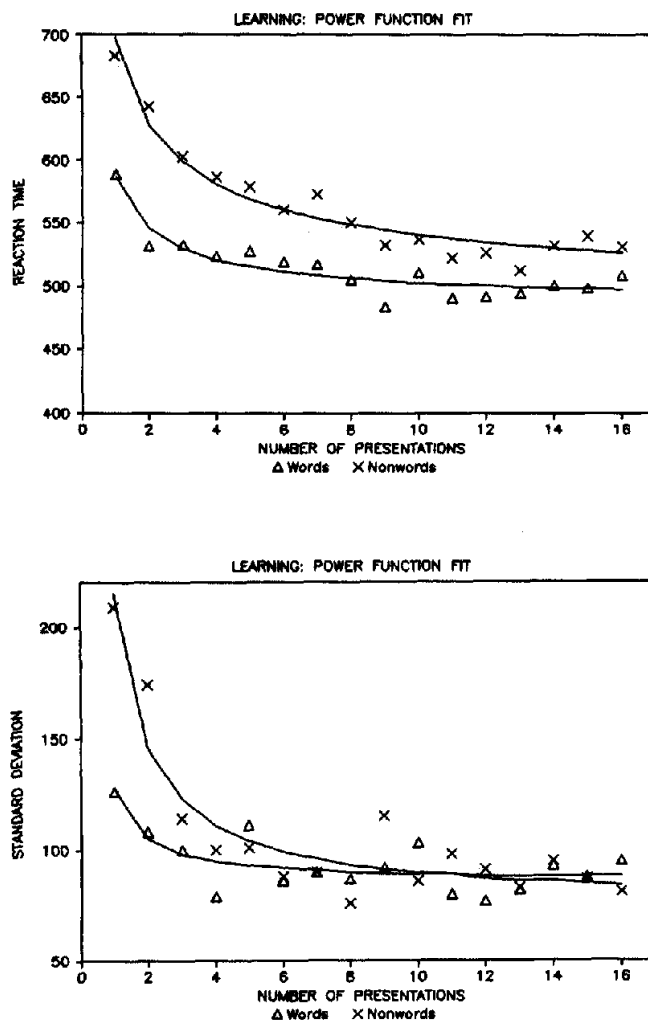 LEARNING: POWER FUNCTION FIT
700
650
600
550
500
450
400
REACTION TIME
0 2 4 6 8 10 12 14 16
NUMBER OF PRESENTATIONS
△ Words × Nonwords
LEARNING: POWER FUNCTION FIT
200
150
100
50
STANDARD DEVIATION
0 2 4 6 8 10 12 14 16
NUMBER OF PRESENTATIONS
△ Words × Nonwords